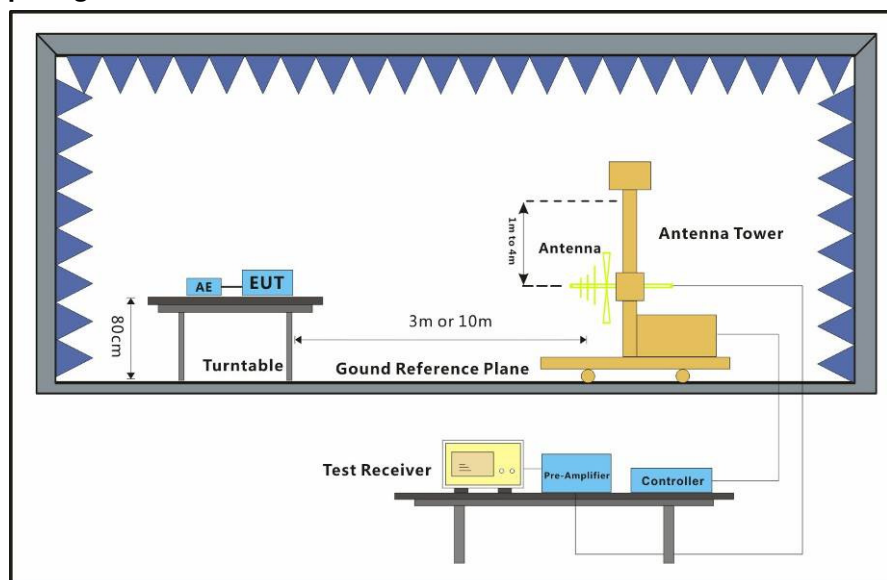 1m to 4m
Antenna
Antenna Tower
AE
EUT
80cm
3m or 10m
Turntable
Gound Reference Plane
Test Receiver
Pre-Amplifier
Controller